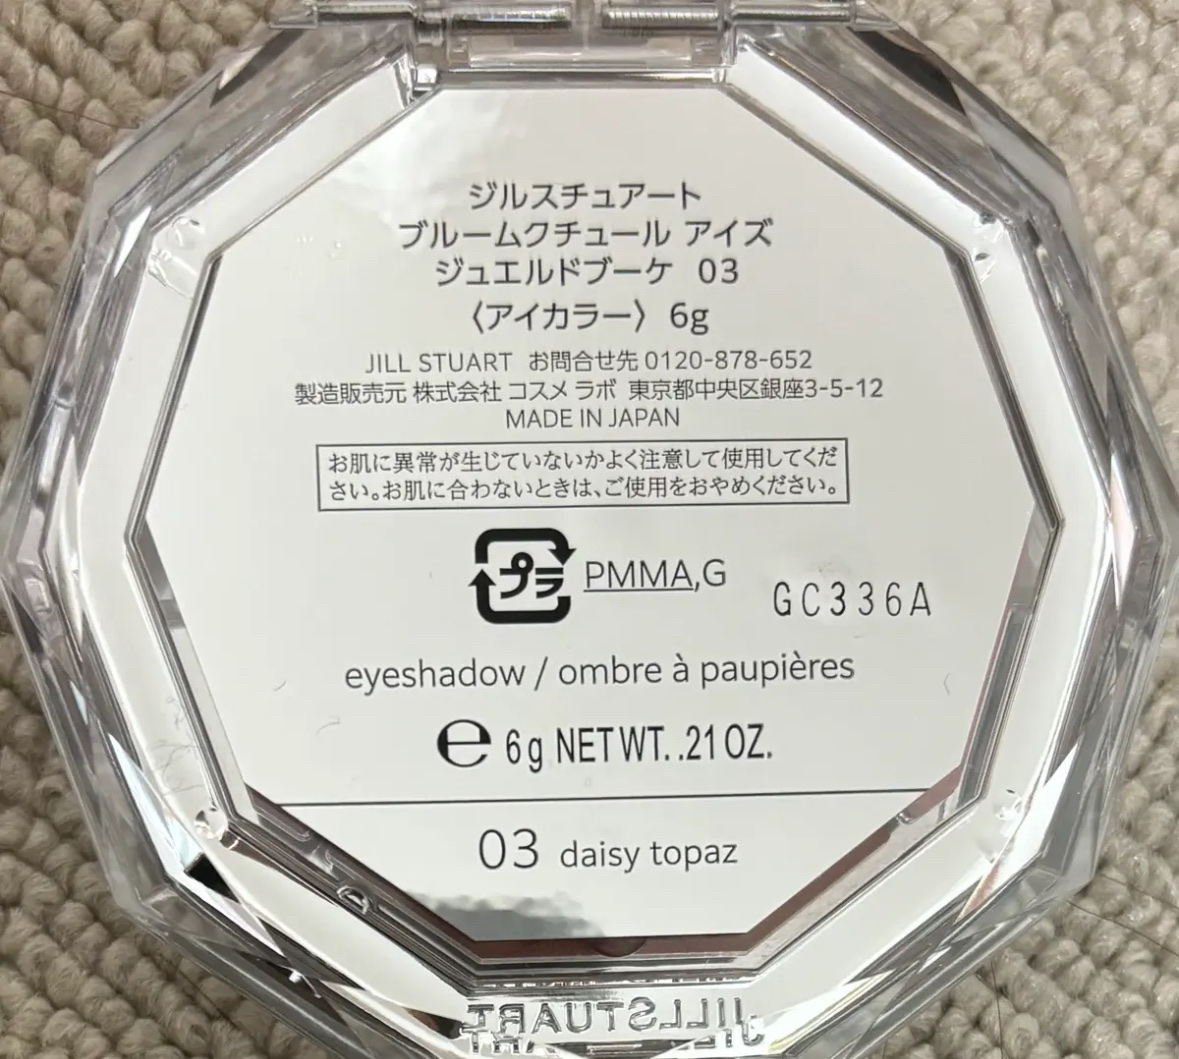 ジルスチュアート
ブルームクチュール アイズ
ジュエルドブーケ 03
〈アイカラー〉 6g
JILL STUART お問合せ先 0120-878-652
製造販売元 株式会社 コスメ ラボ 東京都中央区銀座3-5-12
MADE IN JAPAN
お肌に異常が生じていないかよく注意して使用してくだ
さい。お肌に合わないときは、ご使用をおやめください。
プラ PMMA,G
GC336A
eyeshadow / ombre à paupières
℮ 6g NET WT. .21 OZ.
03 daisy topaz
JILLSTUART